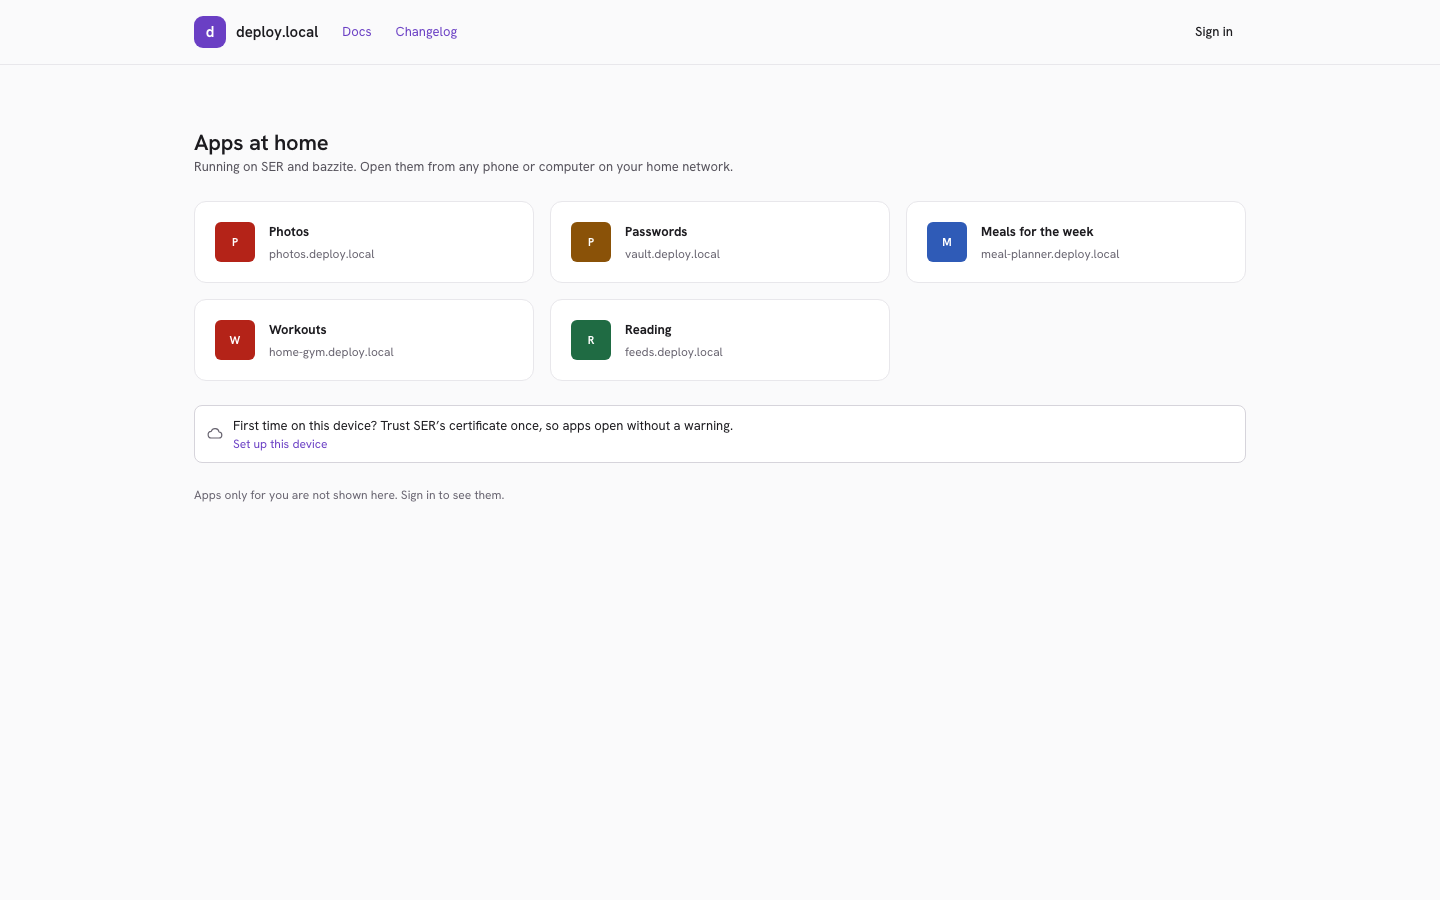 d deploy.local Docs Changelog Sign in
Apps at home
Running on SER and bazzite. Open them from any phone or computer on your home network.
P
Photos
photos.deploy.local
P
Passwords
vault.deploy.local
M
Meals for the week
meal-planner.deploy.local
W
Workouts
home-gym.deploy.local
R
Reading
feeds.deploy.local
First time on this device? Trust SER’s certificate once, so apps open without a warning.
Set up this device
Apps only for you are not shown here. Sign in to see them.